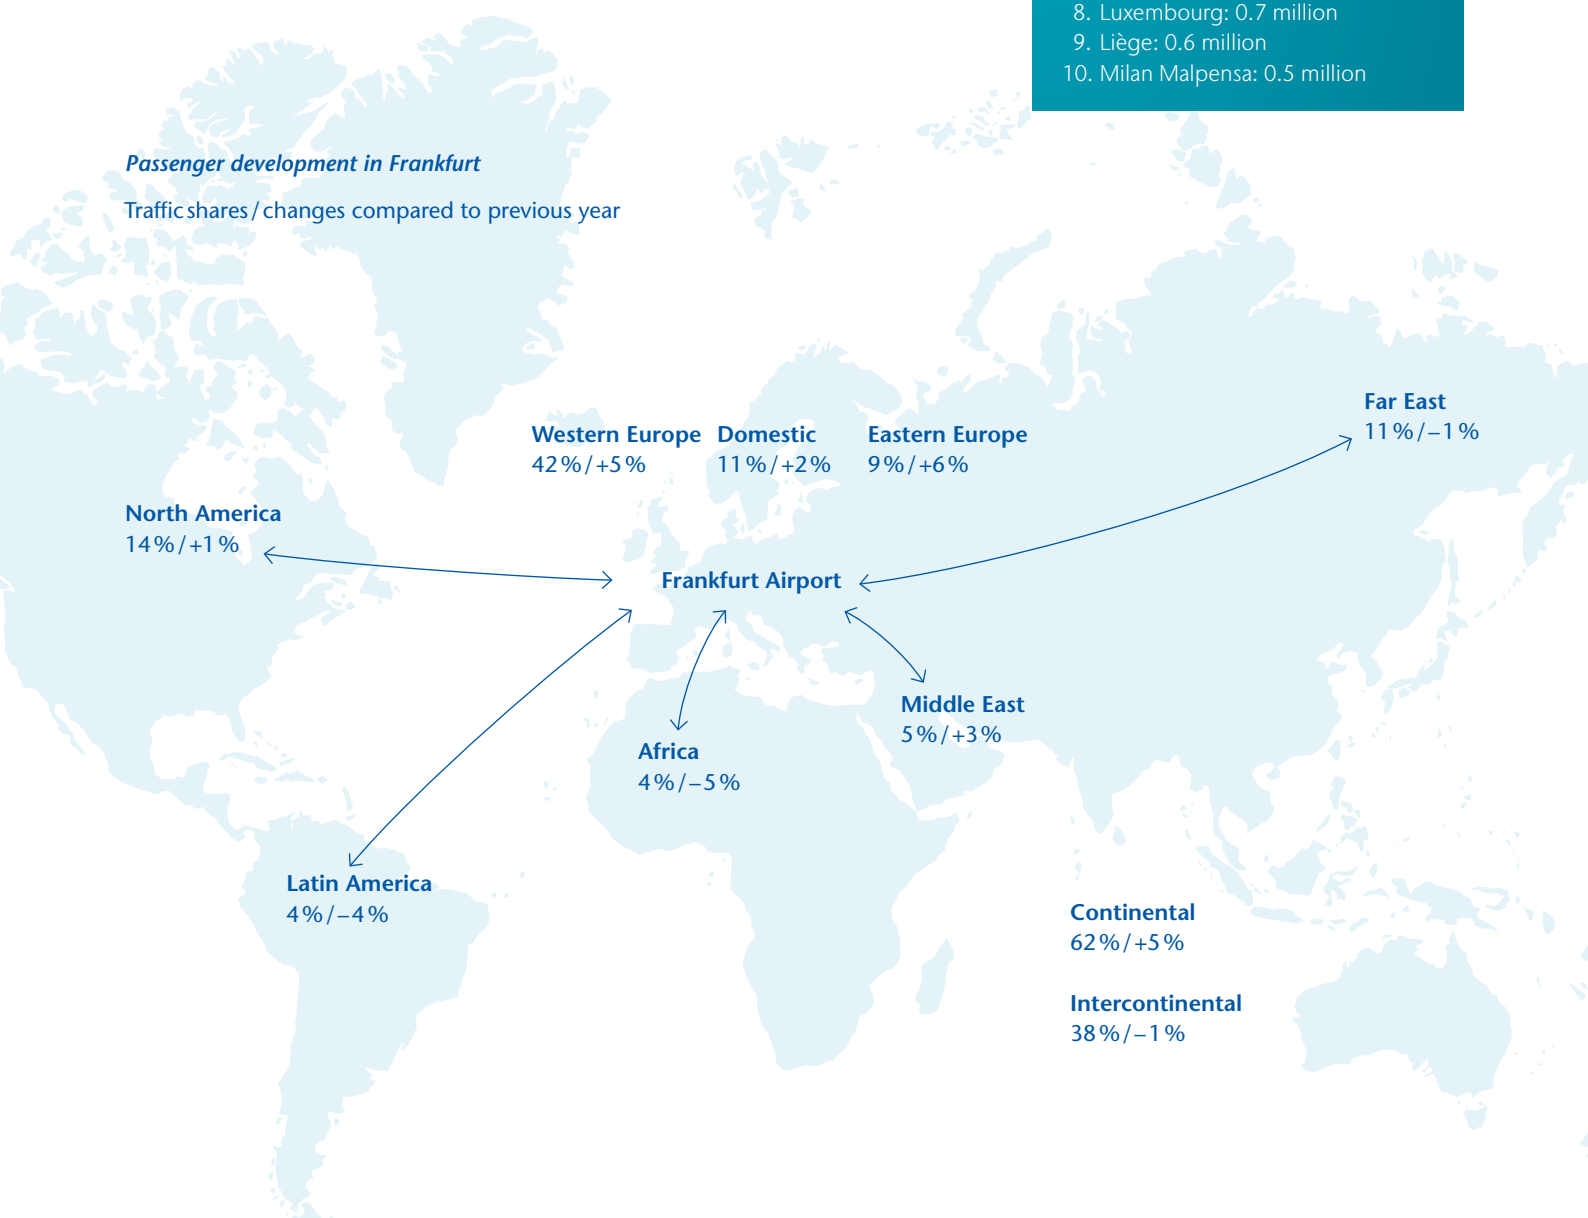 8. Luxembourg: 0.7 million
9. Liège: 0.6 million
10. Milan Malpensa: 0.5 million
Passenger development in Frankfurt
Traffic shares / changes compared to previous year
Far East
11 % / – 1 %
Western Europe
42 % / +5 %
Domestic
11 % / +2 %
Eastern Europe
9 % / +6 %
North America
14 % / +1 %
Frankfurt Airport
Middle East
5 % / +3 %
Africa
4 % / – 5 %
Latin America
4 % / – 4 %
Continental
62 % / +5 %
Intercontinental
38 % / – 1 %